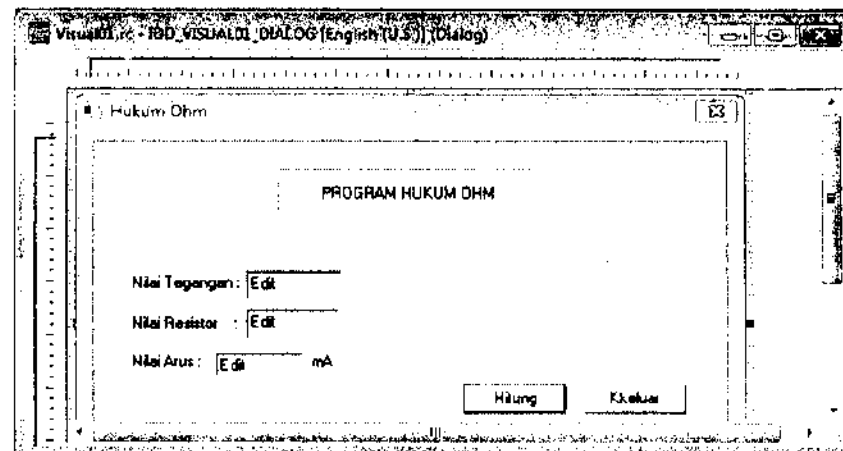 Visual01.rc - IDD_VISUAL01_DIALOG [English (U.S.)] (Dialog)
Hukum Ohm
PROGRAM HUKUM OHM
Nilai Tegangan : Edit
Nilai Resistor : Edit
Nilai Arus : Edit mA
Hitung Kkeluar